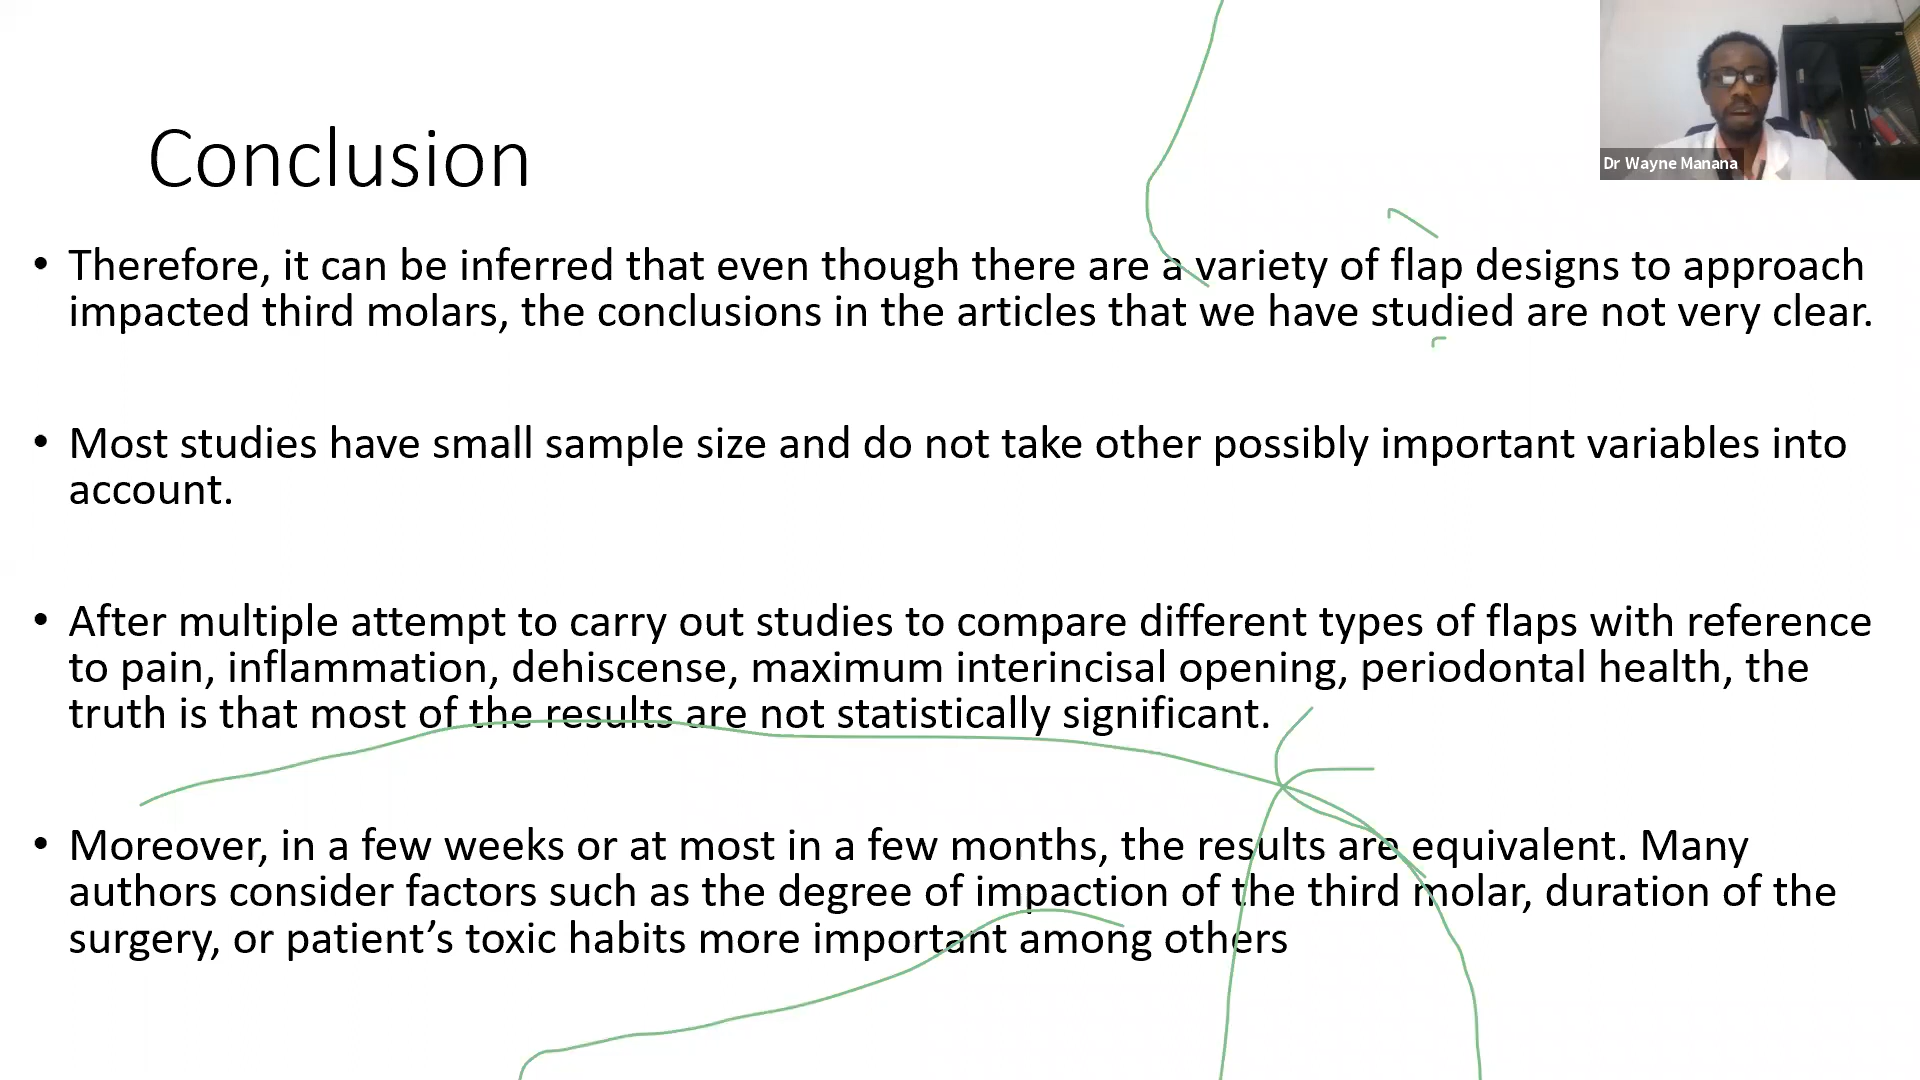 Dr Wayne Manana
Conclusion
• Therefore, it can be inferred that even though there are a variety of flap designs to approach
impacted third molars, the conclusions in the articles that we have studied are not very clear.
• Most studies have small sample size and do not take other possibly important variables into
account.
• After multiple attempt to carry out studies to compare different types of flaps with reference
to pain, inflammation, dehiscense, maximum interincisal opening, periodontal health, the
truth is that most of the results are not statistically significant.
• Moreover, in a few weeks or at most in a few months, the results are equivalent. Many
authors consider factors such as the degree of impaction of the third molar, duration of the
surgery, or patient’s toxic habits more important among others